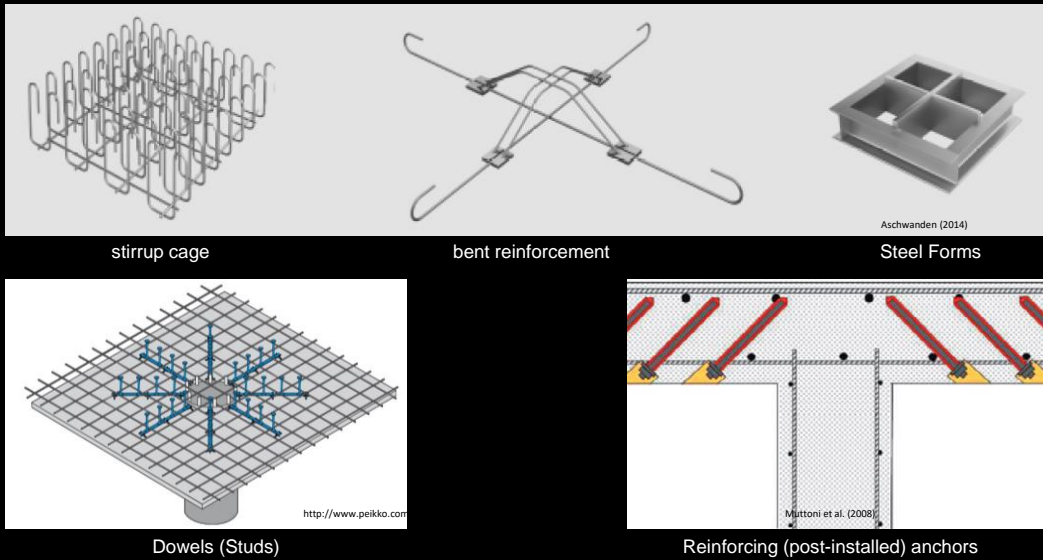 Aschwanden (2014)
stirrup cage
bent reinforcement
Steel Forms
http://www.peikko.com
Muttoni et al. (2008)
Dowels (Studs)
Reinforcing (post-installed) anchors